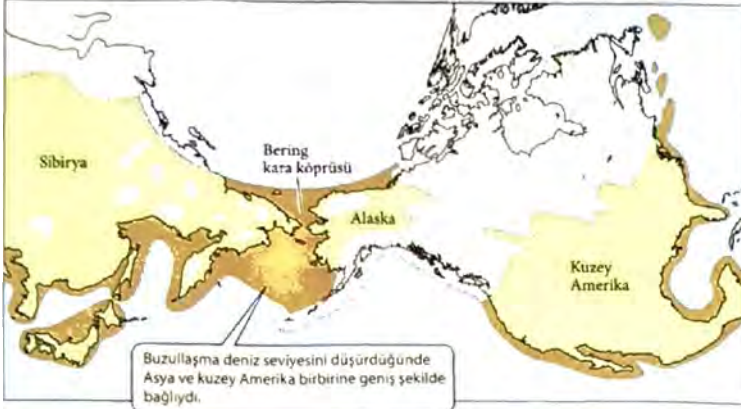 Sibirya
Bering
kara köprüsü
Alaska
Kuzey
Amerika
Buzullaşma deniz seviyesini düşürdüğünde
Asya ve kuzey Amerika birbirine geniş şekilde
bağlıydı.